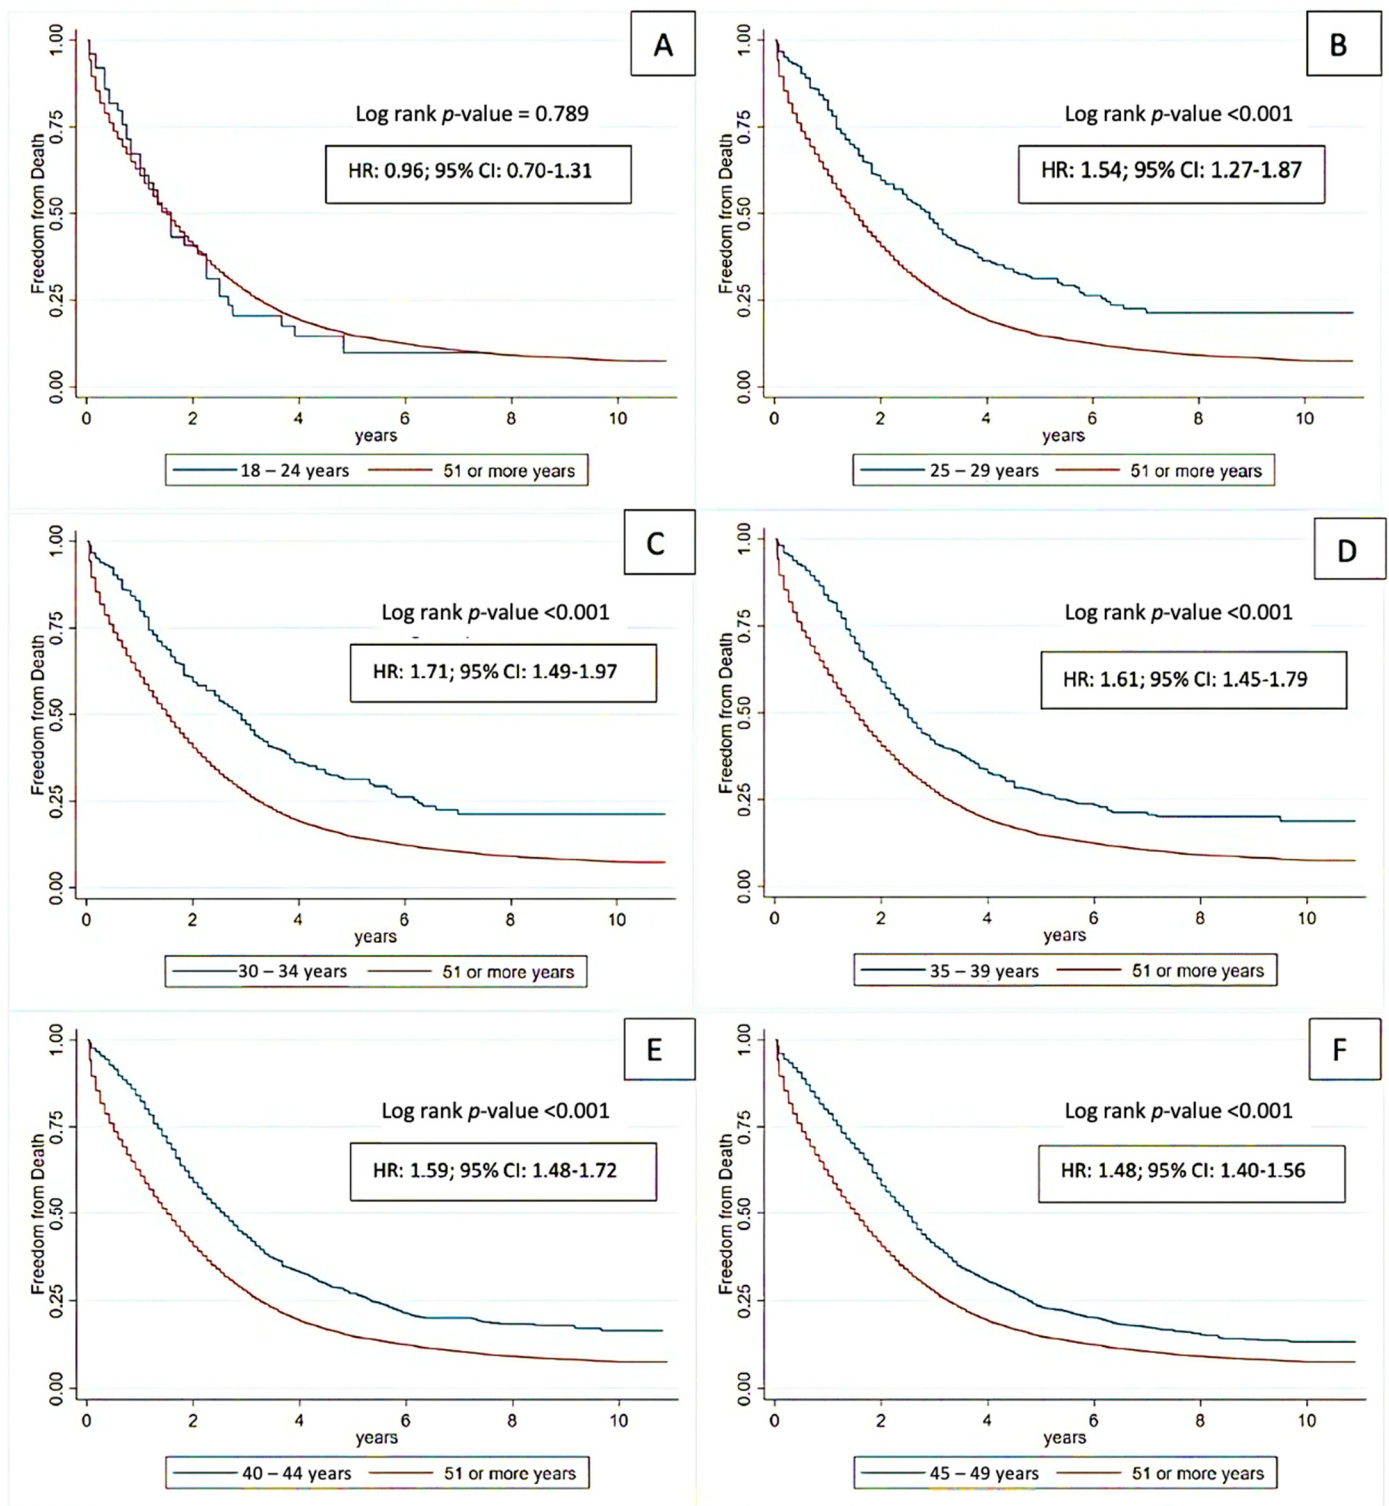 A
Log rank p-value = 0.789
HR: 0.96; 95% CI: 0.70-1.31
Freedom from Death
1.00
0.75
0.50
0.25
0.00
0 2 4 6 8 10
years
18 – 24 years 51 or more years
B
Log rank p-value <0.001
HR: 1.54; 95% CI: 1.27-1.87
Freedom from Death
1.00
0.75
0.50
0.25
0.00
0 2 4 6 8 10
years
25 – 29 years 51 or more years
C
Log rank p-value <0.001
HR: 1.71; 95% CI: 1.49-1.97
Freedom from Death
1.00
0.75
0.50
0.25
0.00
0 2 4 6 8 10
years
30 – 34 years 51 or more years
D
Log rank p-value <0.001
HR: 1.61; 95% CI: 1.45-1.79
Freedom from Death
1.00
0.75
0.50
0.25
0.00
0 2 4 6 8 10
years
35 – 39 years 51 or more years
E
Log rank p-value <0.001
HR: 1.59; 95% CI: 1.48-1.72
Freedom from Death
1.00
0.75
0.50
0.25
0.00
0 2 4 6 8 10
years
40 – 44 years 51 or more years
F
Log rank p-value <0.001
HR: 1.48; 95% CI: 1.40-1.56
Freedom from Death
1.00
0.75
0.50
0.25
0.00
0 2 4 6 8 10
years
45 – 49 years 51 or more years